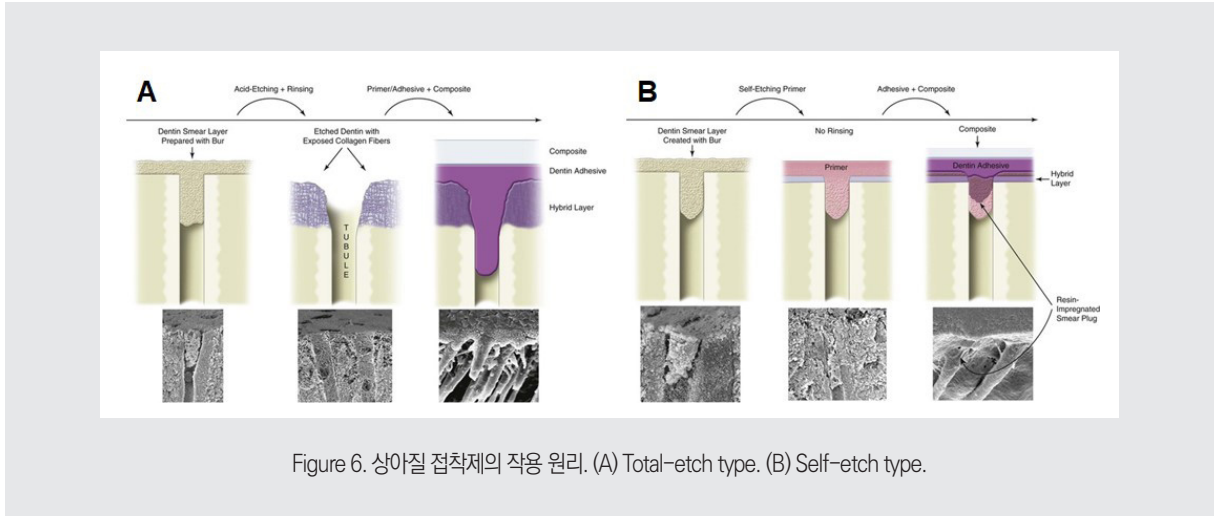 A
Acid-Etching + Rinsing
Primer/Adhesive + Composite
Dentin Smear Layer
Prepared with Bur
Etched Dentin with
Exposed Collagen Fibers
Composite
Dentin Adhesive
Hybrid Layer
TUBULE
B
Self-Etching Primer
Adhesive + Composite
Dentin Smear Layer
Created with Bur
No Rinsing
Composite
Primer
Dentin Adhesive
Hybrid
Layer
Resin-
Impregnated
Smear Plug
Figure 6. 상아질 접착제의 작용 원리. (A) Total-etch type. (B) Self-etch type.